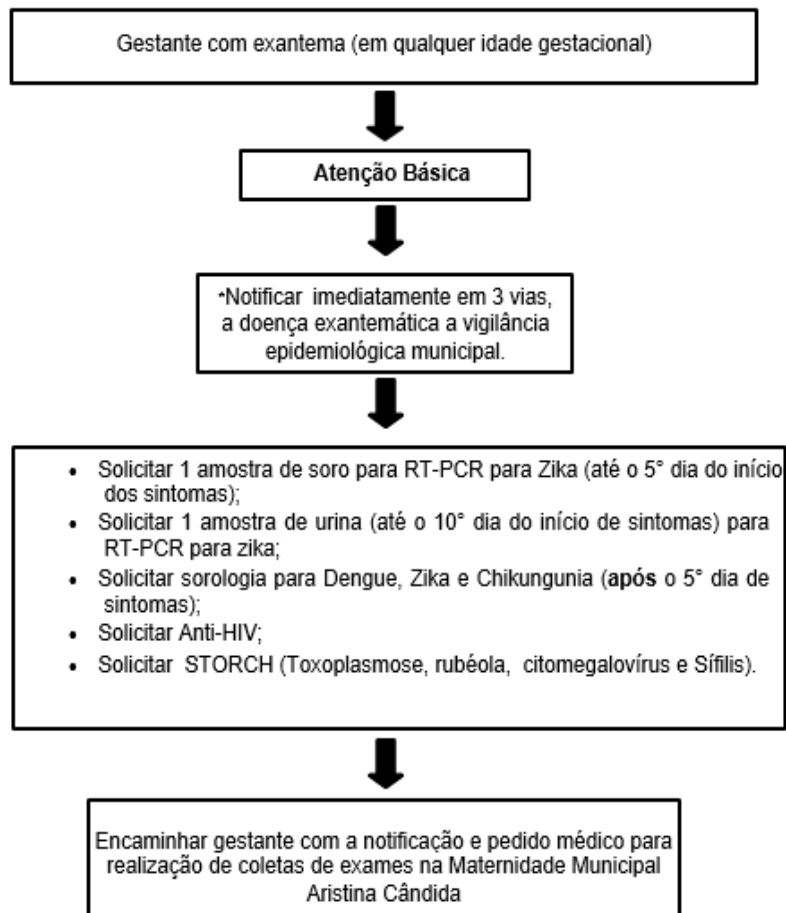 Gestante com exantema (em qualquer idade gestacional)
Atenção Básica
*Notificar imediatamente em 3 vias,
a doença exantemática a vigilância
epidemiológica municipal.
• Solicitar 1 amostra de soro para RT-PCR para Zika (até o 5° dia do início
dos sintomas);
• Solicitar 1 amostra de urina (até o 10° dia do início de sintomas) para
RT-PCR para zika;
• Solicitar sorologia para Dengue, Zika e Chikungunia (após o 5° dia de
sintomas);
• Solicitar Anti-HIV;
• Solicitar STORCH (Toxoplasmose, rubéola, citomegalovírus e Sífilis).
Encaminhar gestante com a notificação e pedido médico para
realização de coletas de exames na Maternidade Municipal
Aristina Cândida